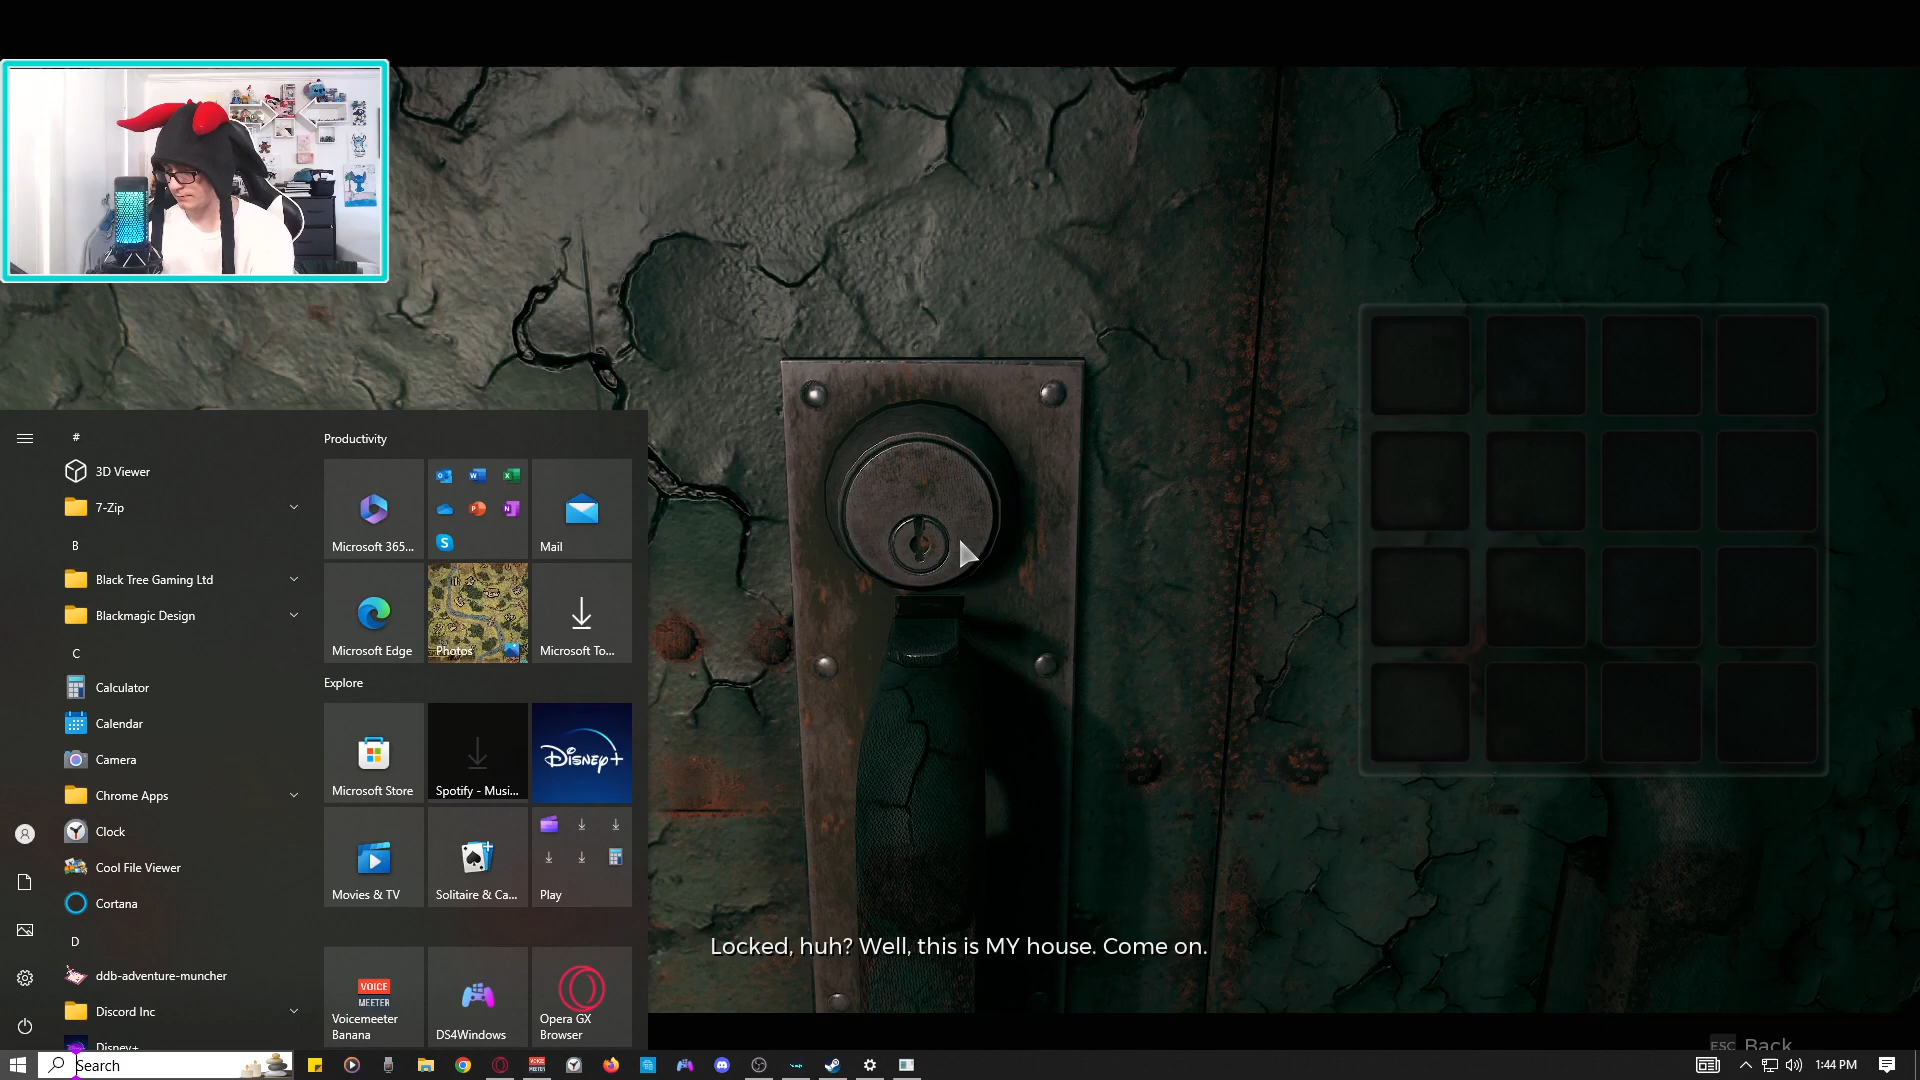 #
3D Viewer
7-Zip
B
Black Tree Gaming Ltd
Blackmagic Design
C
Calculator
Calendar
Camera
Chrome Apps
Clock
Cool File Viewer
Cortana
D
ddb-adventure-muncher
Discord Inc
Disney+
Productivity
Microsoft 365...
Mail
Microsoft Edge
Photos
Microsoft To...
Explore
Microsoft Store
Spotify - Musi...
Disney+
Movies & TV
Solitaire & Ca...
Play
VOICE
MEETER
Voicemeeter
Banana
DS4Windows
Opera GX
Browser
Locked, huh? Well, this is MY house. Come on.
ESC Back
Search
1:44 PM